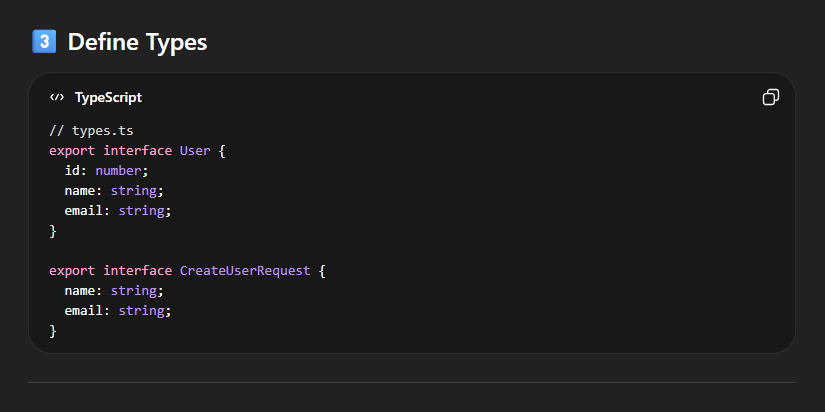 3 Define Types
TypeScript
// types.ts
export interface User {
  id: number;
  name: string;
  email: string;
}
export interface CreateUserRequest {
  name: string;
  email: string;
}